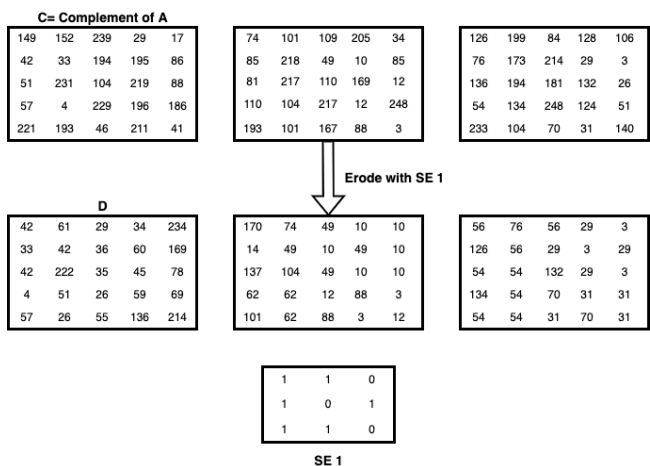 C= Complement of A
149 152 239 29 17 74 101 109 205 34 126 199 84 128 106
42 33 194 195 88 85 218 49 10 85 76 173 214 29 3
51 231 104 219 88 81 217 110 169 12 136 194 181 132 26
57 4 229 196 186 110 104 217 12 248 54 134 248 124 51
221 193 46 211 41 193 101 167 88 3 233 104 70 31 140
Erode with SE 1
D
42 61 29 34 234 170 74 49 10 10 56 76 56 29 3
33 42 36 60 169 14 49 10 49 10 126 56 29 3 29
42 222 35 45 78 137 104 49 10 10 54 54 132 29 3
4 51 26 59 69 62 62 12 88 3 134 54 70 31 31
57 26 55 136 214 101 62 88 3 12 54 54 31 70 31
1 1 0
1 0 1
1 1 0
SE 1